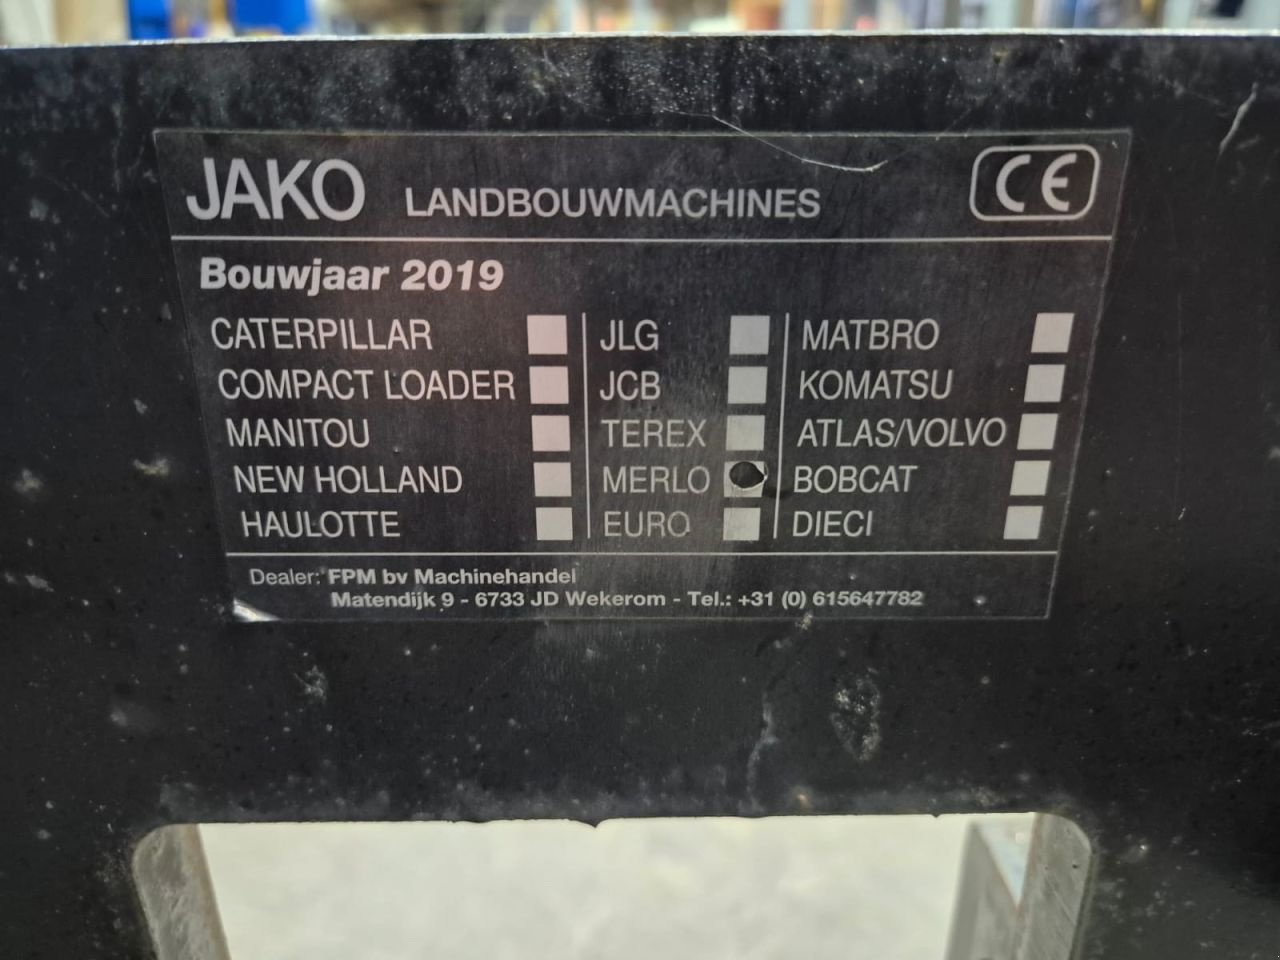 JAKO LANDBOUWMACHINES CE
Bouwjaar 2019
CATERPILLAR JLG MATBRO
COMPACT LOADER JCB KOMATSU
MANITOU TEREX ATLAS/VOLVO
NEW HOLLAND MERLO BOBCAT
HAULOTTE EURO DIECI
Dealer: FPM bv Machinehandel
Matendijk 9 - 6733 JD Wekerom - Tel.: +31 (0) 615647782